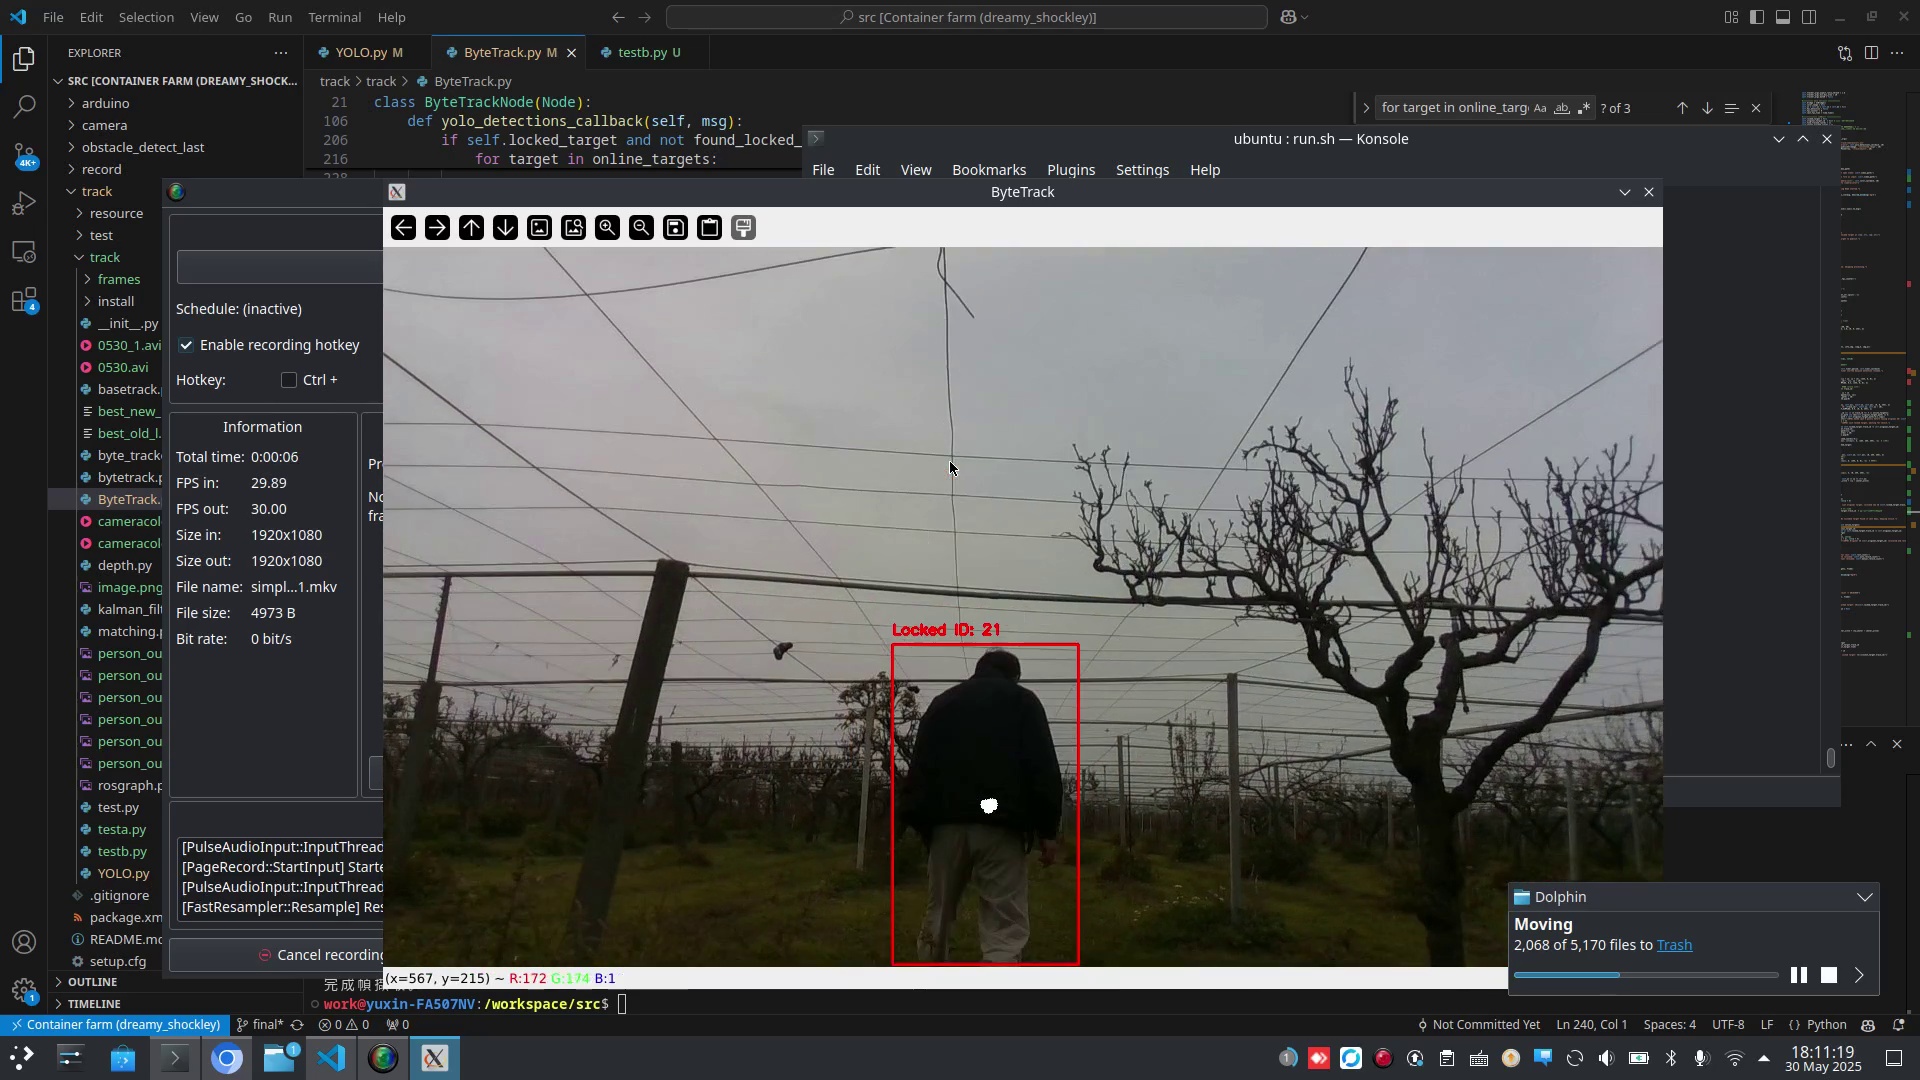 File Edit Selection View Go Run Terminal Help
src [Container farm (dreamy_shockley)]
EXPLORER
SRC [CONTAINER FARM (DREAMY_SHOCK...
arduino
camera
obstacle_detect_last
record
track
resource
test
track
frames
install
__init__.py
0530_1.avi
0530.avi
basetrack.
best_new_
best_old_l.
byte_track
bytetrack.p
ByteTrack.
cameracol
cameracol
depth.py
image.png
kalman_filt
matching.p
person_ou
person_ou
person_ou
person_ou
person_ou
person_ou
rosgraph.p
test.py
testa.py
testb.py
YOLO.py
.gitignore
package.xm
README.md
setup.cfg
OUTLINE
TIMELINE
4K+
4
1
YOLO.py M
ByteTrack.py M
testb.py U
track > track > ByteTrack.py
21 class ByteTrackNode(Node):
106 def yolo_detections_callback(self, msg):
206 if self.locked_target and not found_locked_
216 for target in online_targets:
for target in online_targ
Aa ab .*
? of 3
ubuntu : run.sh — Konsole
File Edit View Bookmarks Plugins Settings Help
ByteTrack
Schedule: (inactive)
Enable recording hotkey
Hotkey: Ctrl +
Information
Total time: 0:00:06
FPS in: 29.89
FPS out: 30.00
Size in: 1920x1080
Size out: 1920x1080
File name: simpl...1.mkv
File size: 4973 B
Bit rate: 0 bit/s
Pr
No
fra
[PulseAudioInput::InputThread
[PageRecord::StartInput] Starte
[PulseAudioInput::InputThread
[FastResampler::Resample] Res
Cancel recording
Locked ID: 21
(x=567, y=215) ~ R:172 G:174 B:1
Dolphin
Moving
2,068 of 5,170 files to Trash
work@yuxin-FA507NV:/workspace/src$
Container farm (dreamy_shockley) final* 0 0 0
Not Committed Yet Ln 240, Col 1 Spaces: 4 UTF-8 LF {} Python
1
1
18:11:19
30 May 2025